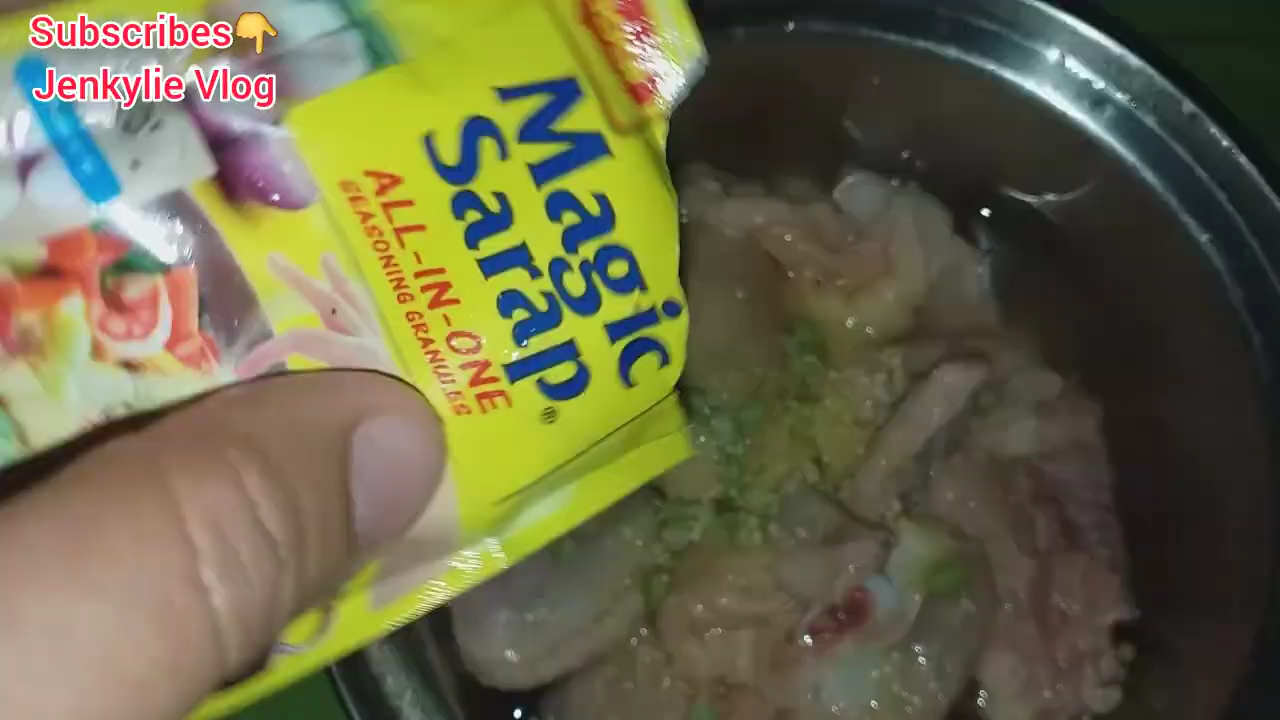 Subscribes👇
Jenkylie Vlog
Magic
Sarap®
ALL-IN-ONE
SEASONING GRANULES